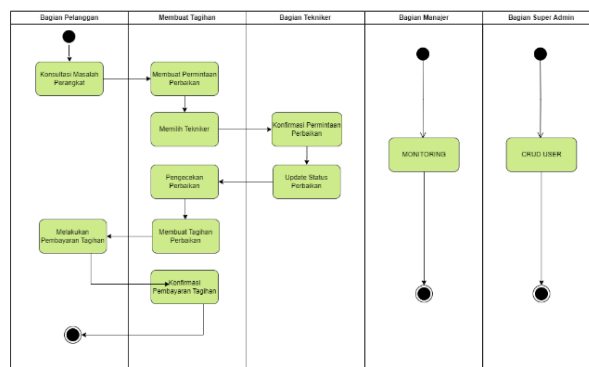 Bagian Pelanggan
Membuat Tagihan
Bagian Tekniker
Bagian Manajer
Bagian Super Admin
Konsultasi Masalah
Perangkat
Membuat Permintaan
Perbaikan
Memilih Tekniker
Konfirmasi Permintaan
Perbaikan
MONITORING
CRUD USER
Pengecekan
Perbaikan
Update Status
Perbaikan
Melakukan
Pembayaran Tagihan
Membuat Tagihan
Perbaikan
Konfirmasi
Pembayaran Tagihan